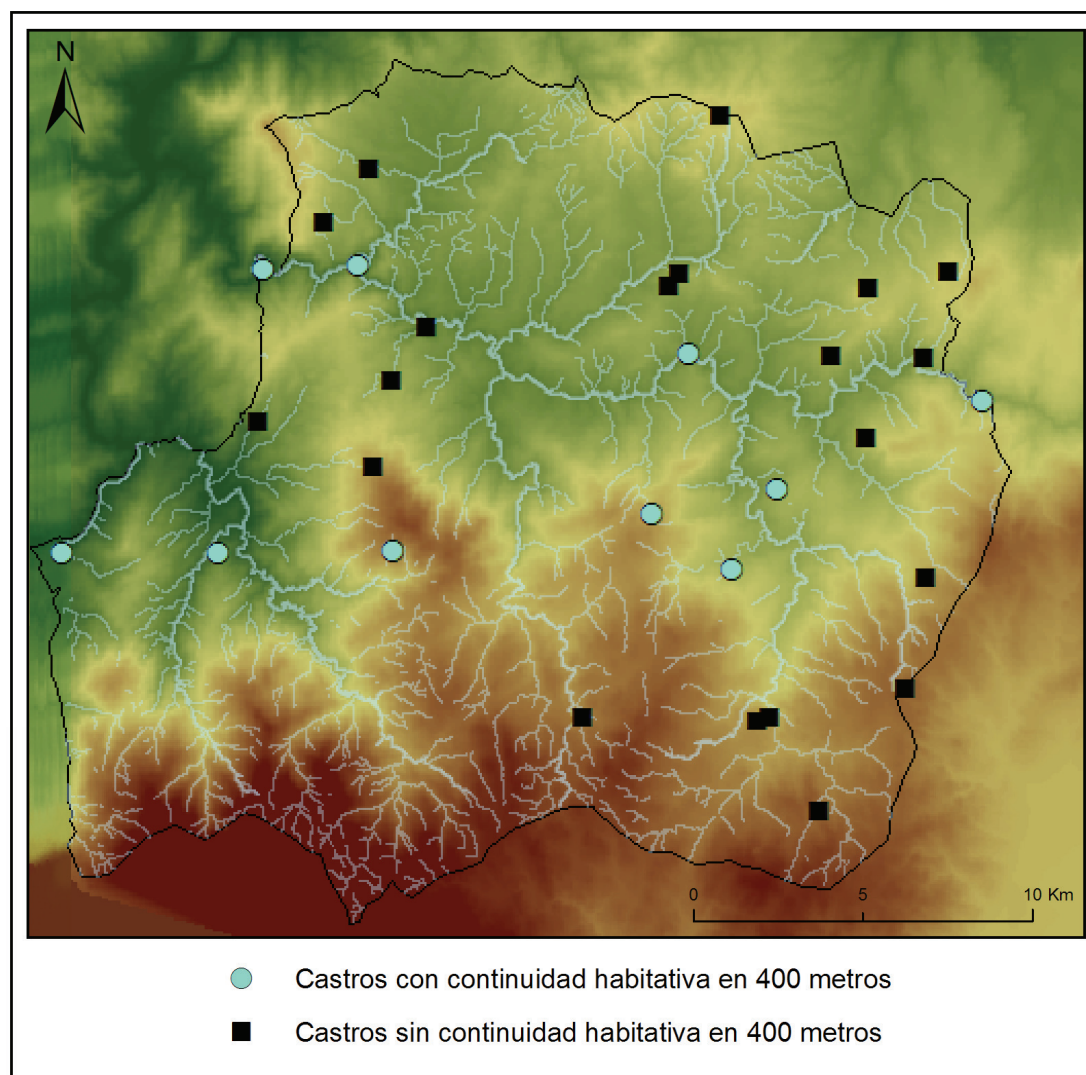 N
0 5 10 Km
Castros con continuidad habitativa en 400 metros
Castros sin continuidad habitativa en 400 metros